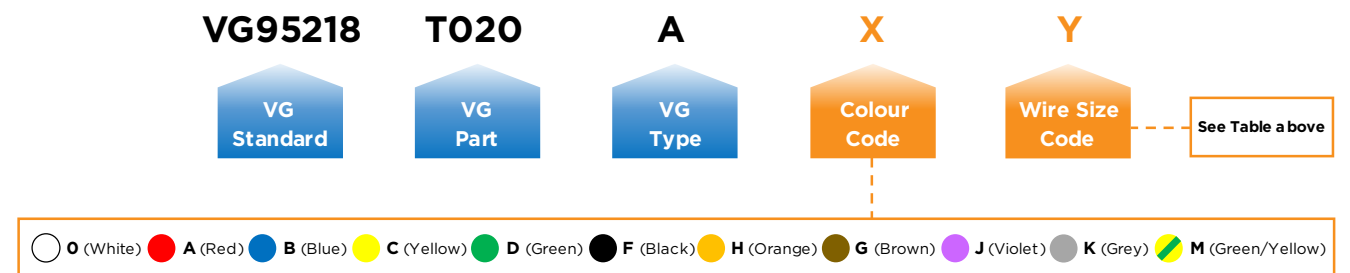 VG95218 T020 A X Y
VG Standard
VG Part
VG Type
Colour Code
Wire Size Code
See Table a bove
0 (White) A (Red) B (Blue) C (Yellow) D (Green) F (Black) H (Orange) G (Brown) J (Violet) K (Grey) M (Green/Yellow)